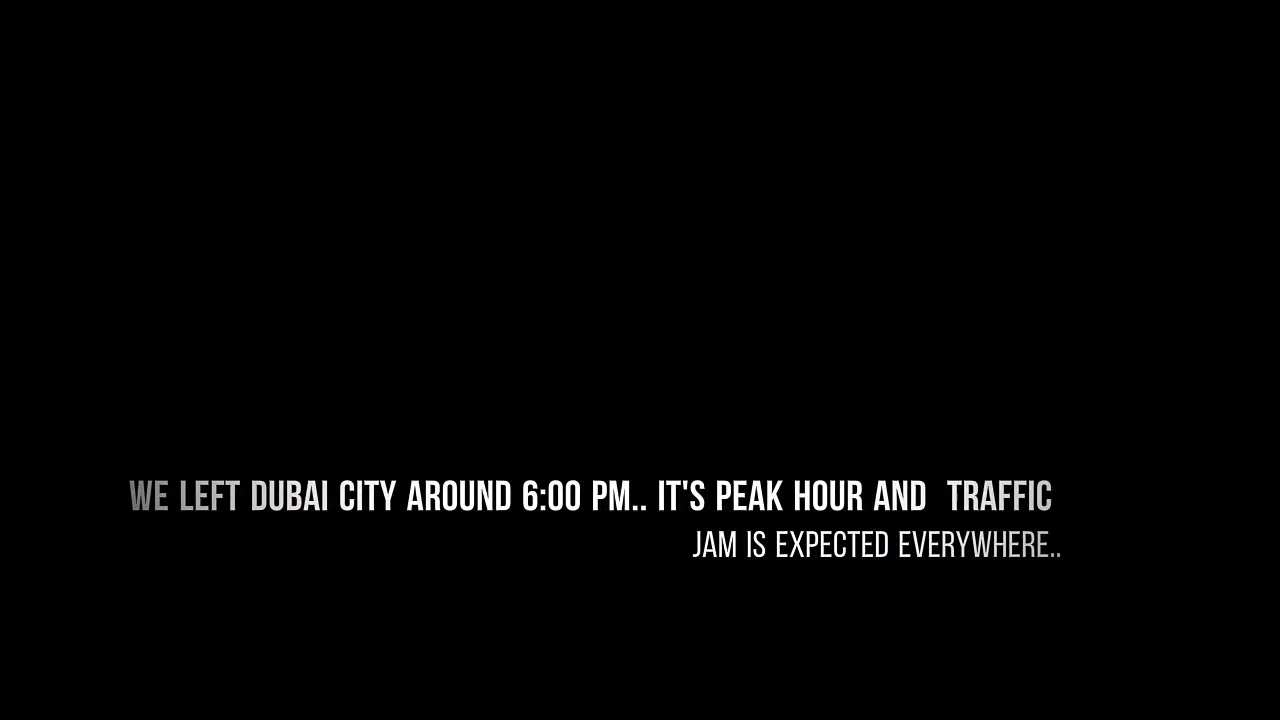 WE LEFT DUBAI CITY AROUND 6:00 PM.. IT'S PEAK HOUR AND TRAFFIC
JAM IS EXPECTED EVERYWHERE..